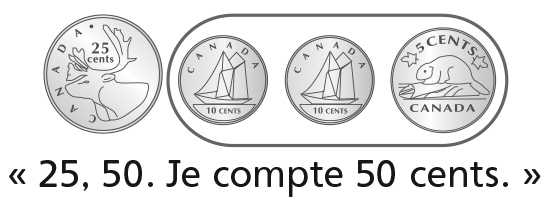 CANADA
25
cents
CANADA
10 CENTS
CANADA
10 CENTS
5 CENTS
CANADA
« 25, 50. Je compte 50 cents. »